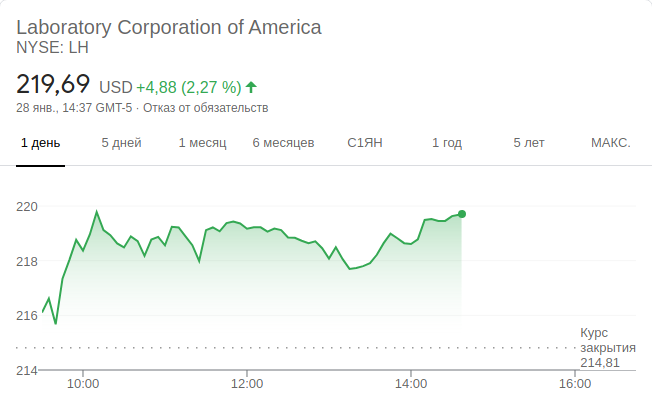 Laboratory Corporation of America
NYSE: LH
219,69 USD +4,88 (2,27 %)
28 янв., 14:37 GMT-5 · Отказ от обязательств
1 день 5 дней 1 месяц 6 месяцев С1ЯН 1 год 5 лет МАКС.
220
218
216
Курс
закрытия
214,81
214
10:00 12:00 14:00 16:00